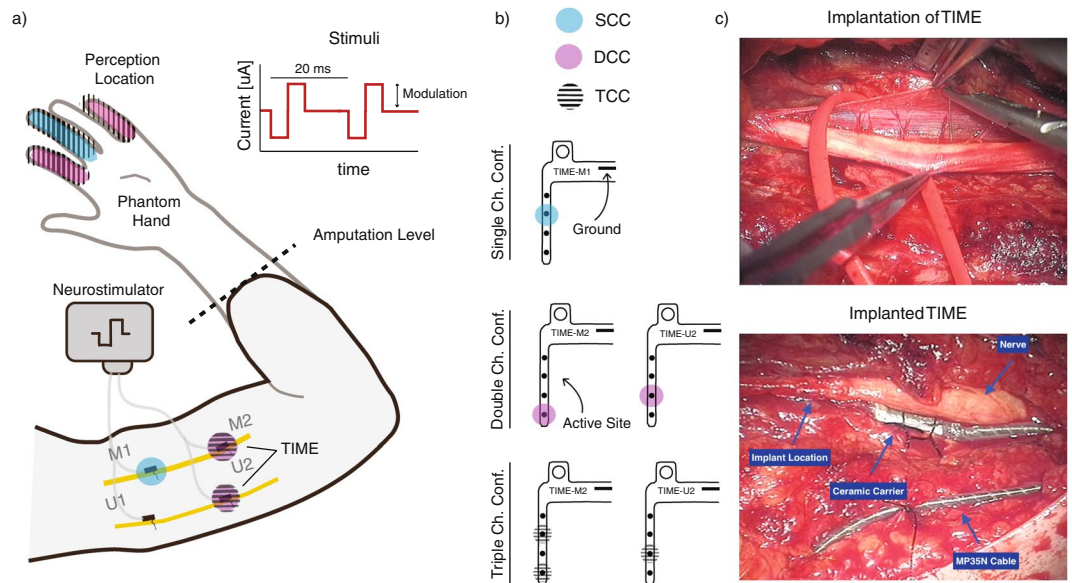 a)
Perception
Location
Stimuli
Current [uA]
20 ms
Modulation
time
Phantom
Hand
Amputation Level
Neurostimulator
M1
M2
U1
U2
TIME
b)
SCC
DCC
TCC
Single Ch. Conf.
TIME-M1
Ground
Double Ch. Conf.
TIME-M2
TIME-U2
Active Site
Triple Ch. Conf.
TIME-M2
TIME-U2
c)
Implantation of TIME
Implanted TIME
Nerve
Implant Location
Ceramic Carrier
MP35N Cable